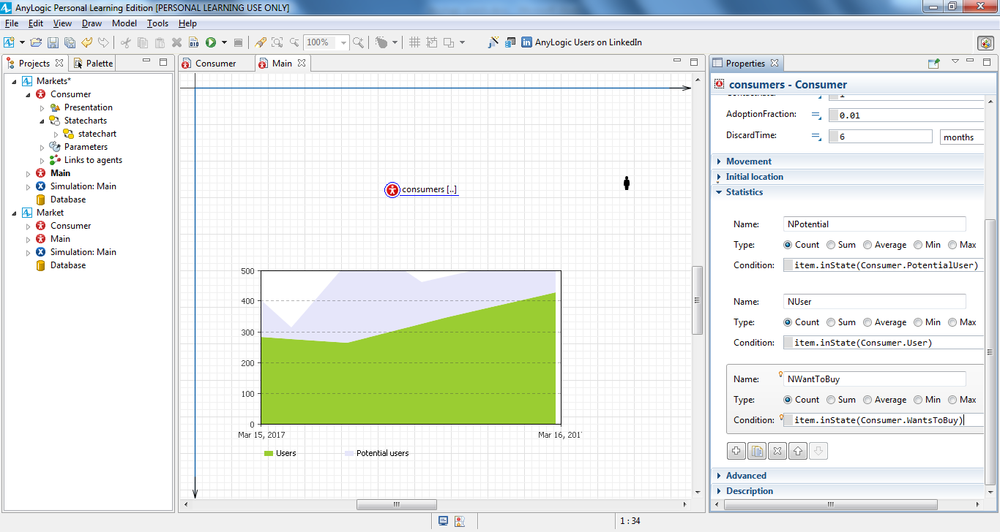 AnyLogic Personal Learning Edition [PERSONAL LEARNING USE ONLY]
File Edit View Draw Model Tools Help
100% AnyLogic Users on LinkedIn
Projects Palette
Markets*
Consumer
Presentation
Statecharts
statechart
Parameters
Links to agents
Main
Simulation: Main
Database
Market
Consumer
Main
Simulation: Main
Database
Consumer Main
consumers [..]
500
400
300
200
100
0
Mar 15, 2017 Mar 16, 201
Users Potential users
Properties
consumers - Consumer
AdoptionFraction: 0.01
DiscardTime: 6 months
Movement
Initial location
Statistics
Name: NPotential
Type: Count Sum Average Min Max
Condition: item.inState(Consumer.PotentialUser)
Name: NUser
Type: Count Sum Average Min Max
Condition: item.inState(Consumer.User)
Name: NWantToBuy
Type: Count Sum Average Min Max
Condition: item.inState(Consumer.WantsToBuy)
Advanced
Description
1 : 34